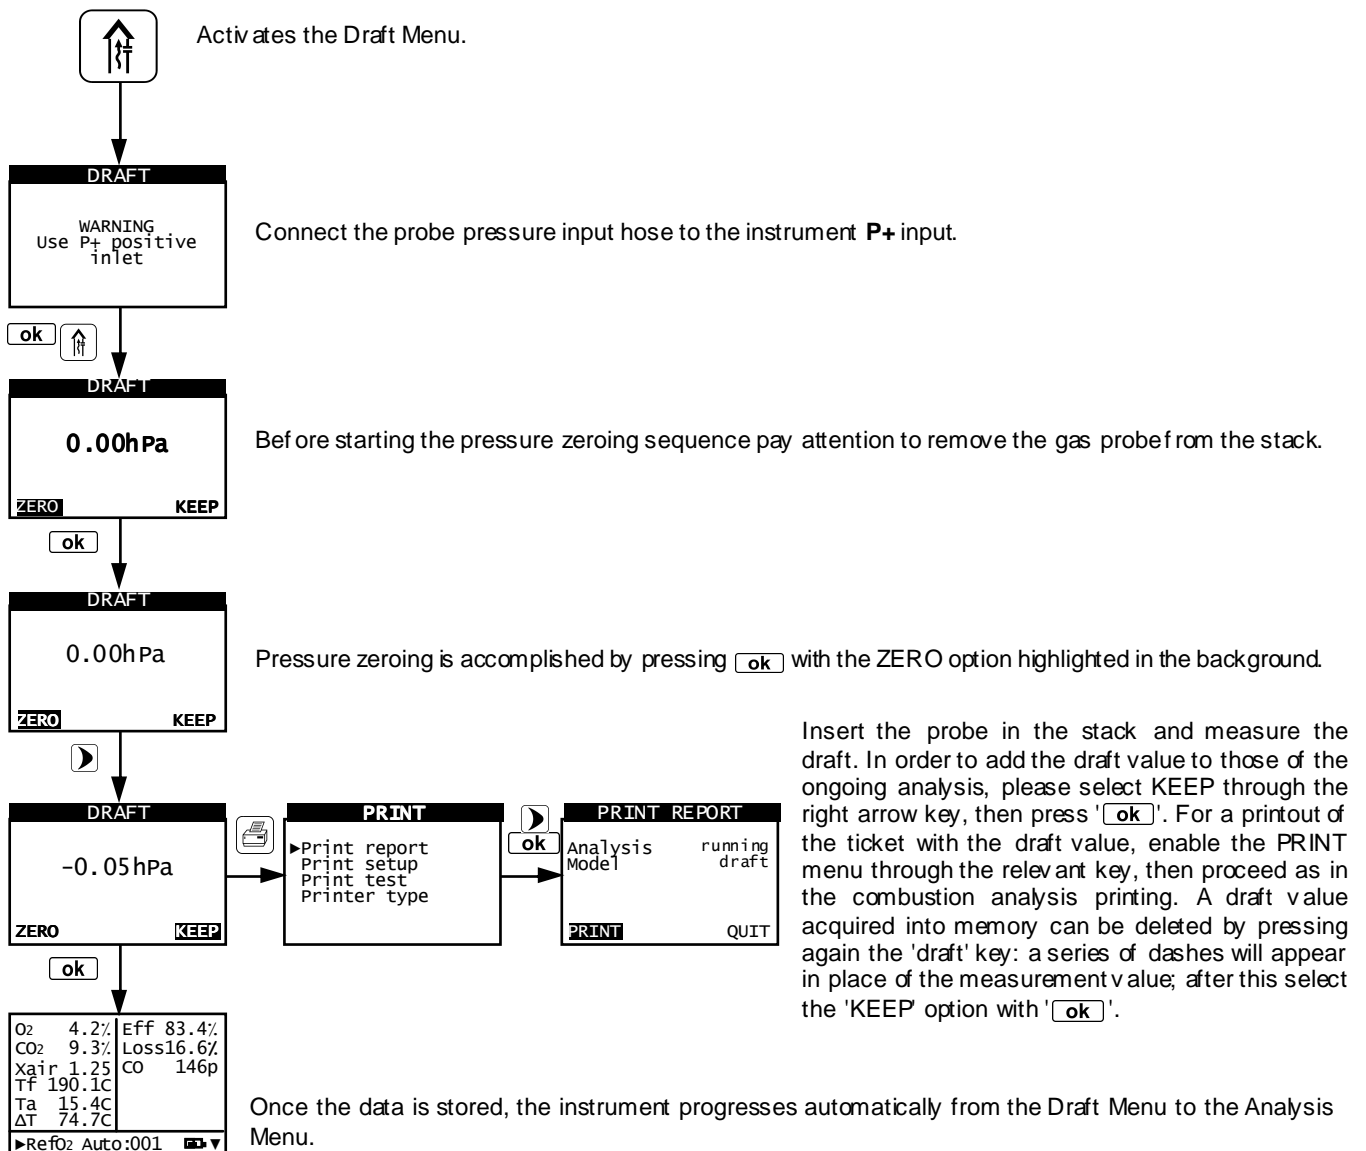 Activates the Draft Menu.
DRAFT
WARNING
Use P+ positive
inlet
Connect the probe pressure input hose to the instrument P+ input.
ok
DRAFT
0.00hPa
ZERO KEEP
Before starting the pressure zeroing sequence pay attention to remove the gas probe from the stack.
ok
DRAFT
0.00hPa
ZERO KEEP
Pressure zeroing is accomplished by pressing ok with the ZERO option highlighted in the background.
DRAFT
-0.05hPa
ZERO KEEP
PRINT
►Print report
Print setup
Print test
Printer type
ok
PRINT REPORT
Analysis running
Model draft
PRINT QUIT
Insert the probe in the stack and measure the
draft. In order to add the draft value to those of the
ongoing analysis, please select KEEP through the
right arrow key, then press ' ok '. For a printout of
the ticket with the draft value, enable the PRINT
menu through the relevant key, then proceed as in
the combustion analysis printing. A draft value
acquired into memory can be deleted by pressing
again the 'draft' key: a series of dashes will appear
in place of the measurement value; after this select
the 'KEEP' option with ' ok '.
ok
O2 4.2% Eff 83.4%
CO2 9.3% Loss16.6%
Xair 1.25 CO 146p
Tf 190.1C
Ta 15.4C
ΔT 74.7C
►RefO2 Auto:001 ▼
Once the data is stored, the instrument progresses automatically from the Draft Menu to the Analysis
Menu.